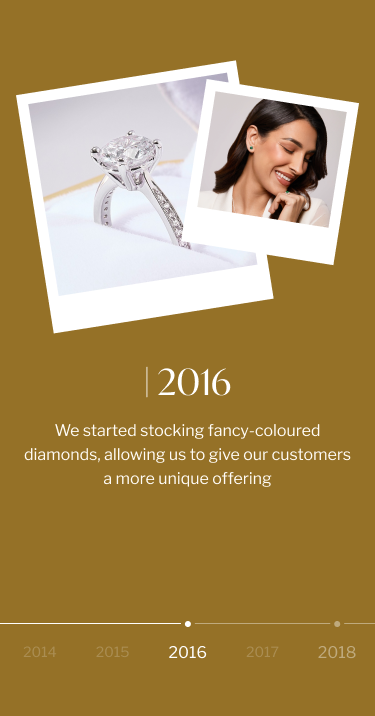 2016
We started stocking fancy-coloured
diamonds, allowing us to give our customers
a more unique offering
2014 2015 2016 2017 2018